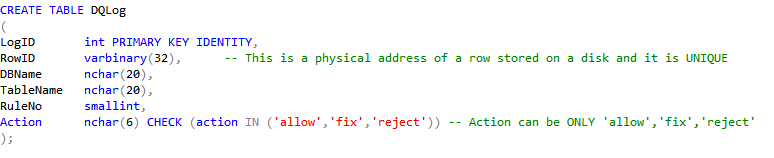 CREATE TABLE DQLog
(
LogID int PRIMARY KEY IDENTITY,
RowID varbinary(32), -- This is a physical address of a row stored on a disk and it is UNIQUE
DBName nchar(20),
TableName nchar(20),
RuleNo smallint,
Action nchar(6) CHECK (action IN ('allow','fix','reject')) -- Action can be ONLY 'allow','fix','reject'
);